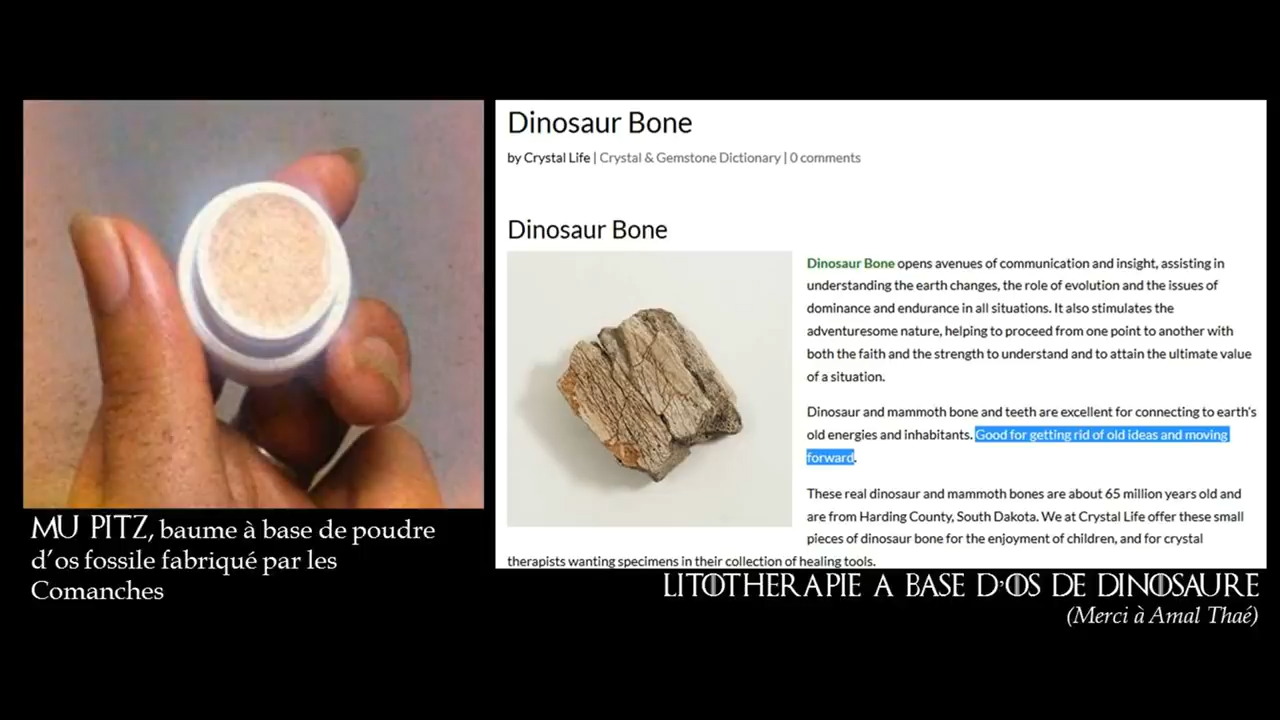 Dinosaur Bone
by Crystal Life | Crystal & Gemstone Dictionary | 0 comments
Dinosaur Bone
Dinosaur Bone opens avenues of communication and insight, assisting in
understanding the earth changes, the role of evolution and the issues of
dominance and endurance in all situations. It also stimulates the
adventuresome nature, helping to proceed from one point to another with
both the faith and the strength to understand and to attain the ultimate value
of a situation.
Dinosaur and mammoth bone and teeth are excellent for connecting to earth's
old energies and inhabitants. Good for getting rid of old ideas and moving
forward.
These real dinosaur and mammoth bones are about 65 million years old and
are from Harding County, South Dakota. We at Crystal Life offer these small
pieces of dinosaur bone for the enjoyment of children, and for crystal
therapists wanting specimens in their collection of healing tools.
MU PITZ, baume à base de poudre
d'os fossile fabriqué par les
Comanches
LITOTHERAPIE A BASE D'OS DE DINOSAURE
(Merci à Amal Thaé)